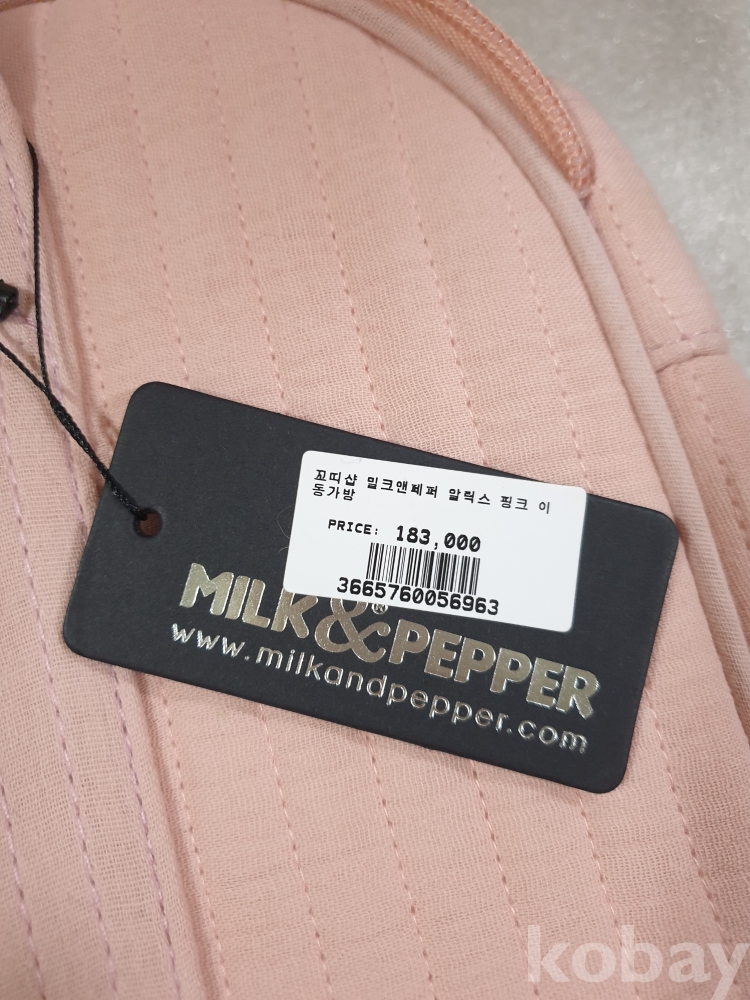 꼬띠샵 밀크앤페퍼 알릭스 핑크 이
동가방
PRICE: 183,000
3665760056963
MILK&PEPPER
®
www.milkandpepper.com
kobay